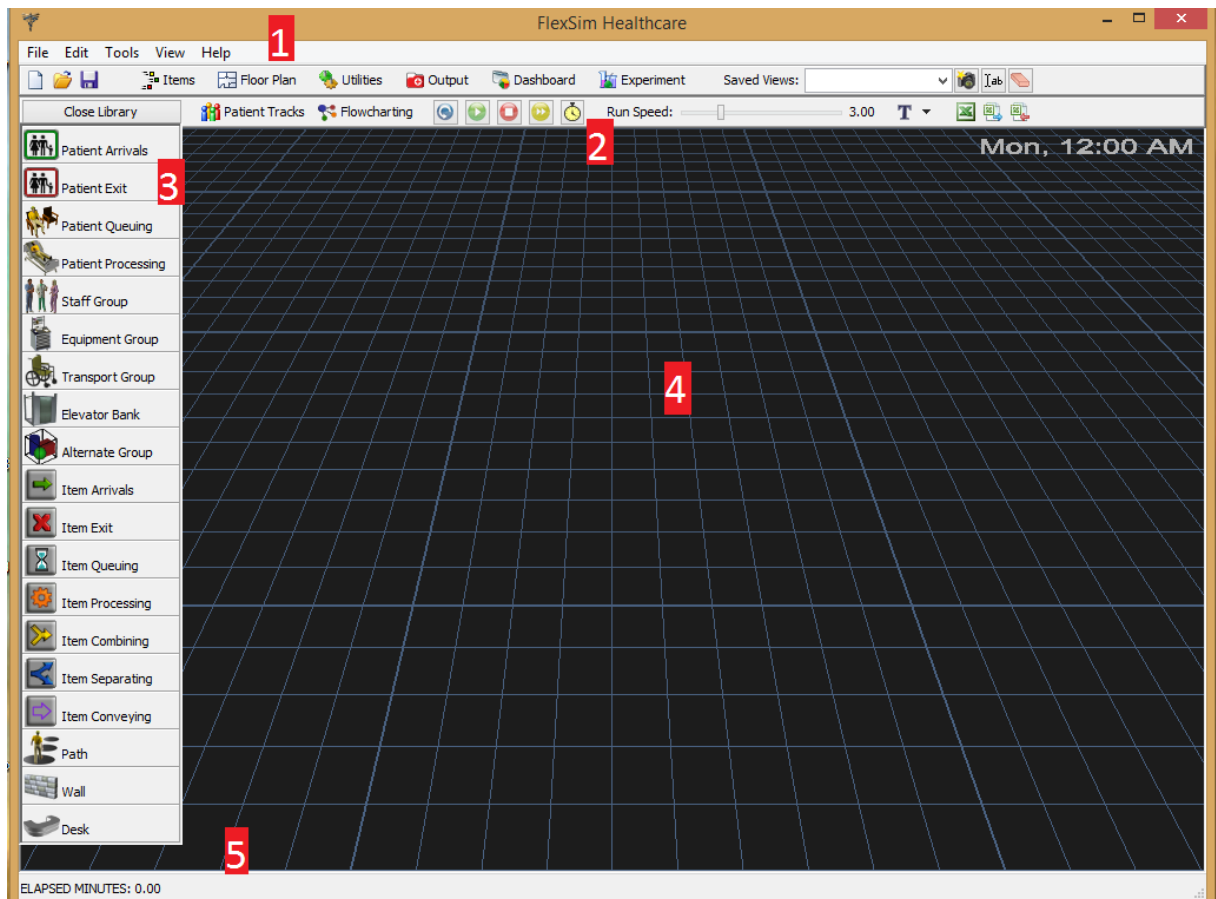 FlexSim Healthcare
1
File Edit Tools View Help
Items Floor Plan Utilities Output Dashboard Experiment Saved Views: Iab
Close Library Patient Tracks Flowcharting Run Speed: 3.00 T
2
Mon, 12:00 AM
Patient Arrivals
3
Patient Exit
Patient Queuing
Patient Processing
Staff Group
Equipment Group
Transport Group
4
Elevator Bank
Alternate Group
Item Arrivals
Item Exit
Item Queuing
Item Processing
Item Combining
Item Separating
Item Conveying
Path
Wall
Desk
5
ELAPSED MINUTES: 0.00